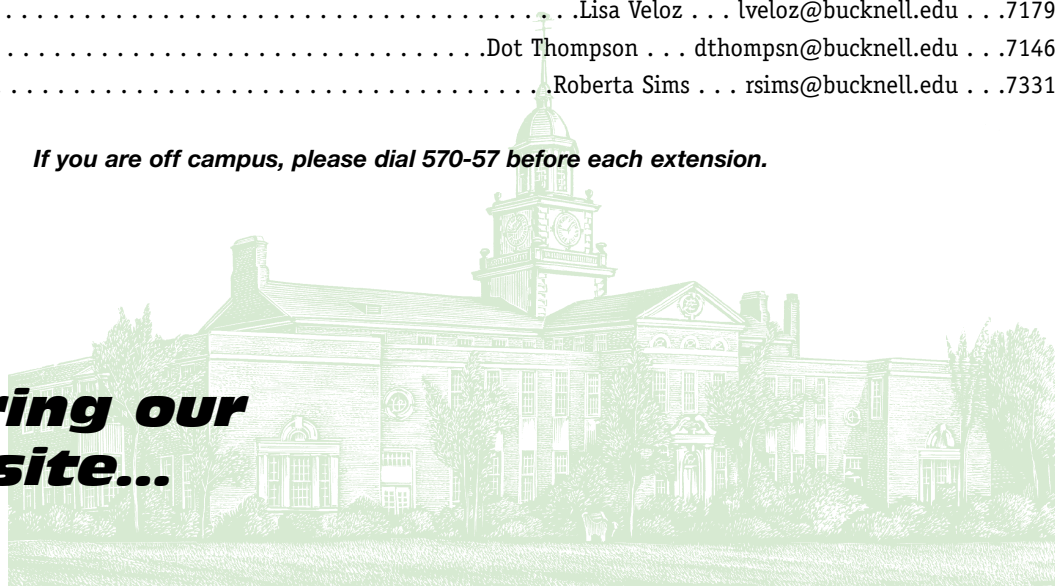 . . . . . . . . . . . . . . . . . . . . . . . . . . . . . . . . . . . . .Lisa Veloz . . . lveloz@bucknell.edu . . .7179
. . . . . . . . . . . . . . . . . . . . . . . . . . . . . . .Dot Thompson . . . dthompsn@bucknell.edu . . .7146
. . . . . . . . . . . . . . . . . . . . . . . . . . . . . . . . . . . .Roberta Sims . . . rsims@bucknell.edu . . .7331
If you are off campus, please dial 570-57 before each extension.
ring our
site...